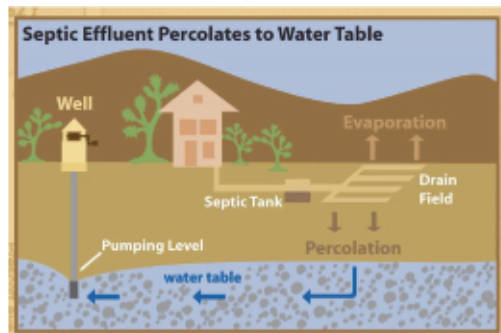 Septic Effluent Percolates to Water Table
Well
Evaporation
Septic Tank
Drain
Field
Pumping Level
Percolation
water table